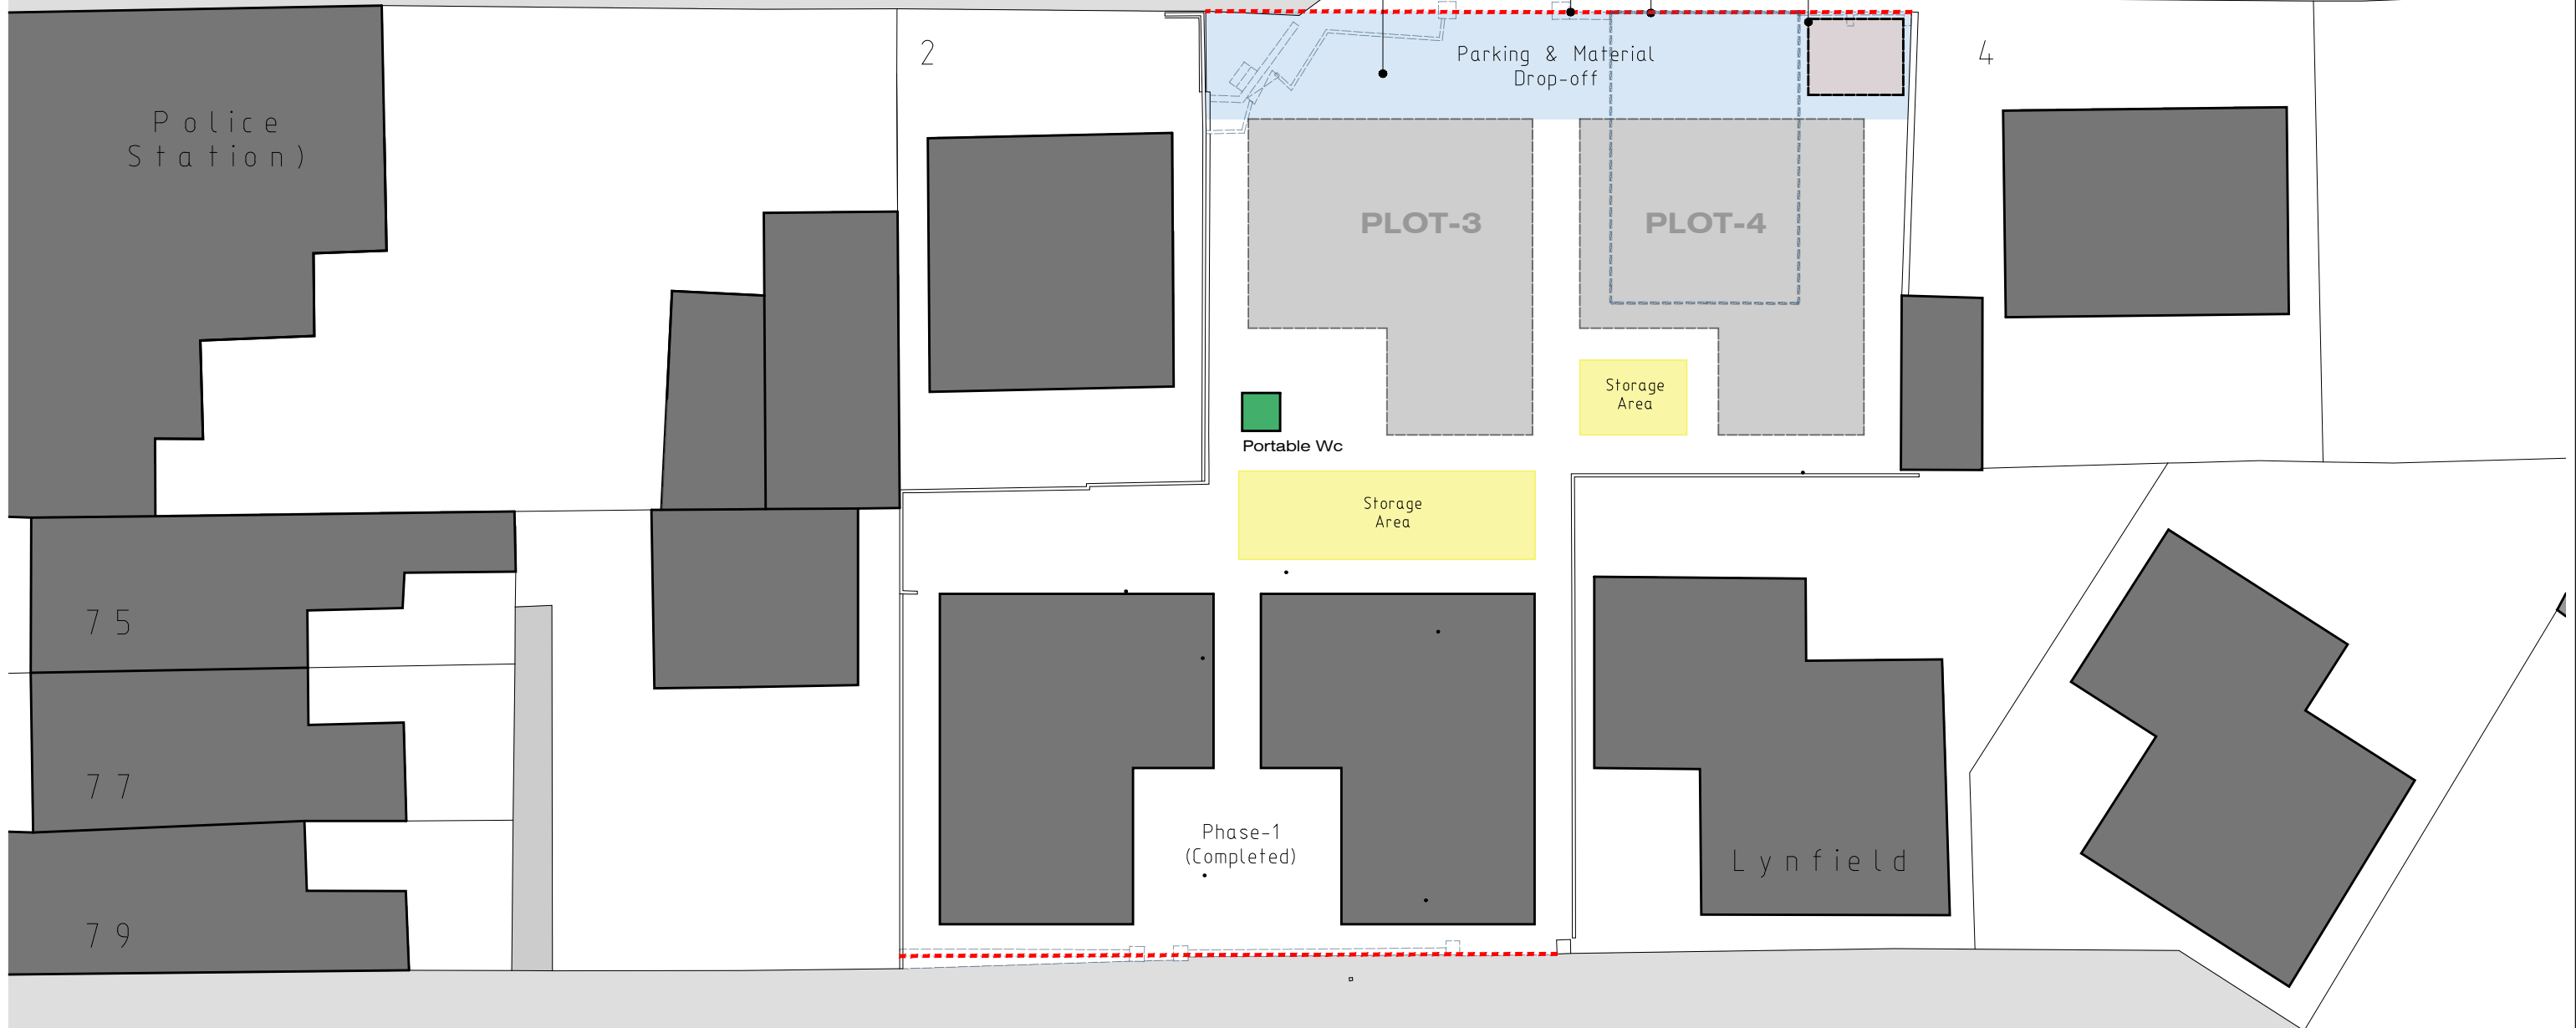 2
Parking & Material
Drop-off
4
Police
Station)
PLOT-3
PLOT-4
Storage
Area
Portable Wc
Storage
Area
75
77
Phase-1
(Completed)
Lynfield
79